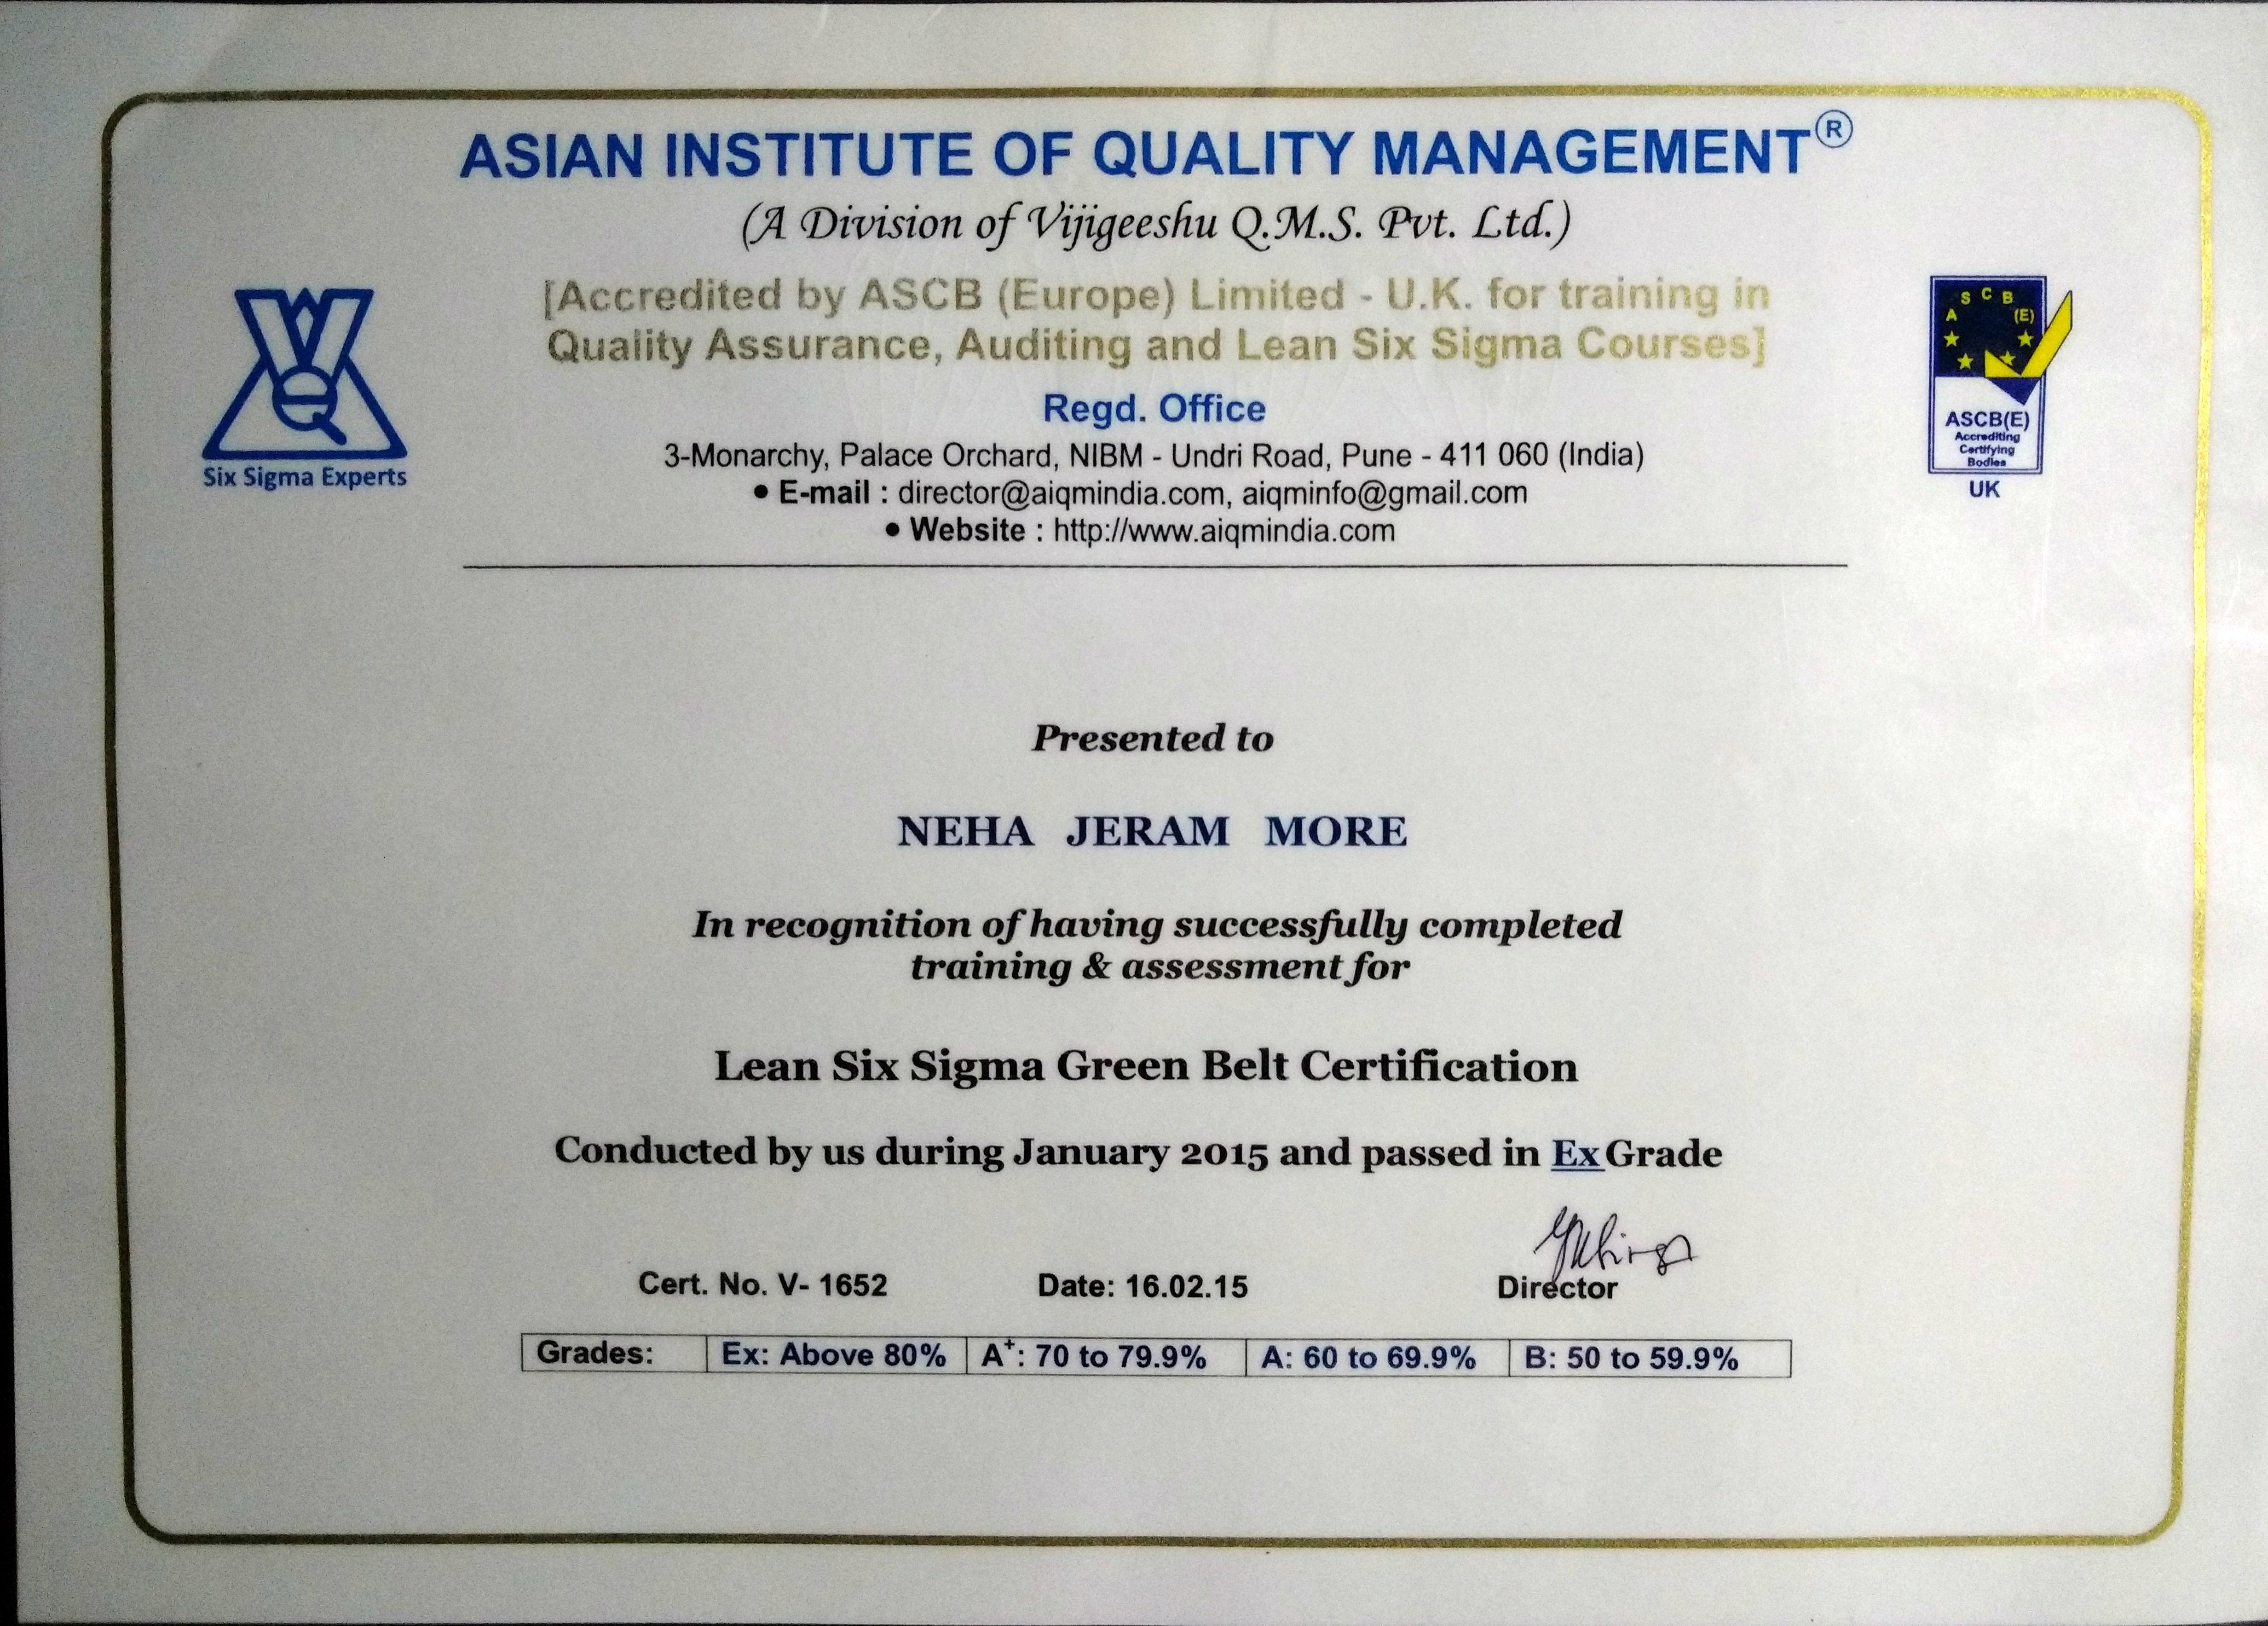 ASIAN INSTITUTE OF QUALITY MANAGEMENT®
(A Division of Vijigeeshu Q.M.S. Pvt. Ltd.)
[Accredited by ASCB (Europe) Limited - U.K. for training in
Quality Assurance, Auditing and Lean Six Sigma Courses]
Regd. Office
3-Monarchy, Palace Orchard, NIBM - Undri Road, Pune - 411 060 (India)
• E-mail : director@aiqmindia.com, aiqminfo@gmail.com
• Website : http://www.aiqmindia.com
Six Sigma Experts
A S C B (E)
ASCB(E)
Accrediting
Certifying
Bodies
UK
Presented to
NEHA JERAM MORE
In recognition of having successfully completed
training & assessment for
Lean Six Sigma Green Belt Certification
Conducted by us during January 2015 and passed in Ex Grade
Cert. No. V- 1652 Date: 16.02.15 Director
Grades: Ex: Above 80% A⁺: 70 to 79.9% A: 60 to 69.9% B: 50 to 59.9%